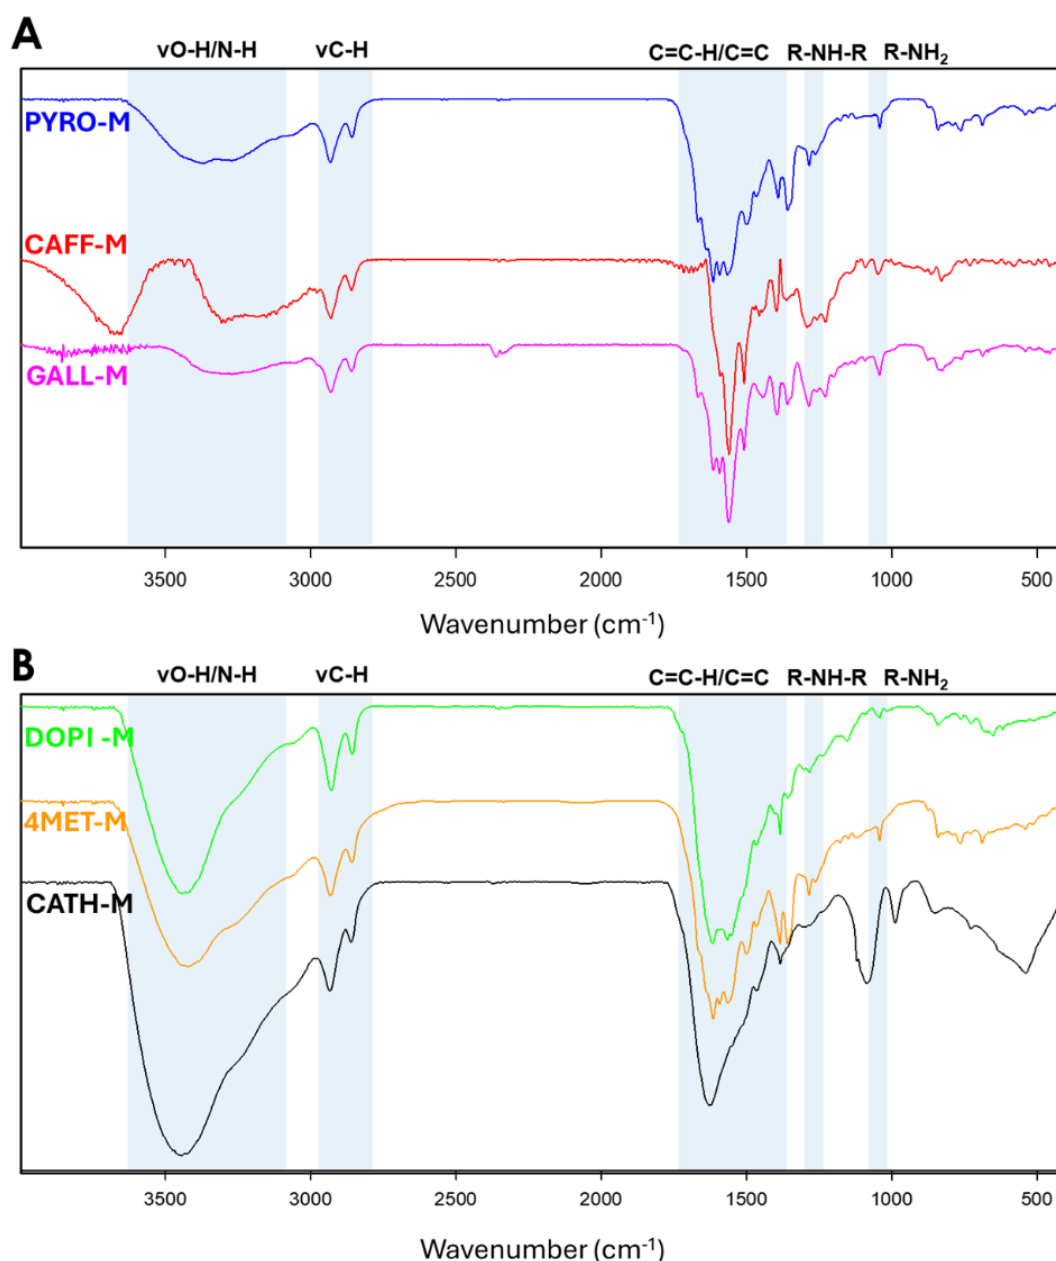 A
vO-H/N-H vC-H C=C-H/C=C R-NH-R R-NH₂
PYRO-M
CAFF-M
GALL-M
3500 3000 2500 2000 1500 1000 500
Wavenumber (cm⁻¹)
B
vO-H/N-H vC-H C=C-H/C=C R-NH-R R-NH₂
DOPI -M
4MET-M
CATH-M
3500 3000 2500 2000 1500 1000 500
Wavenumber (cm⁻¹)